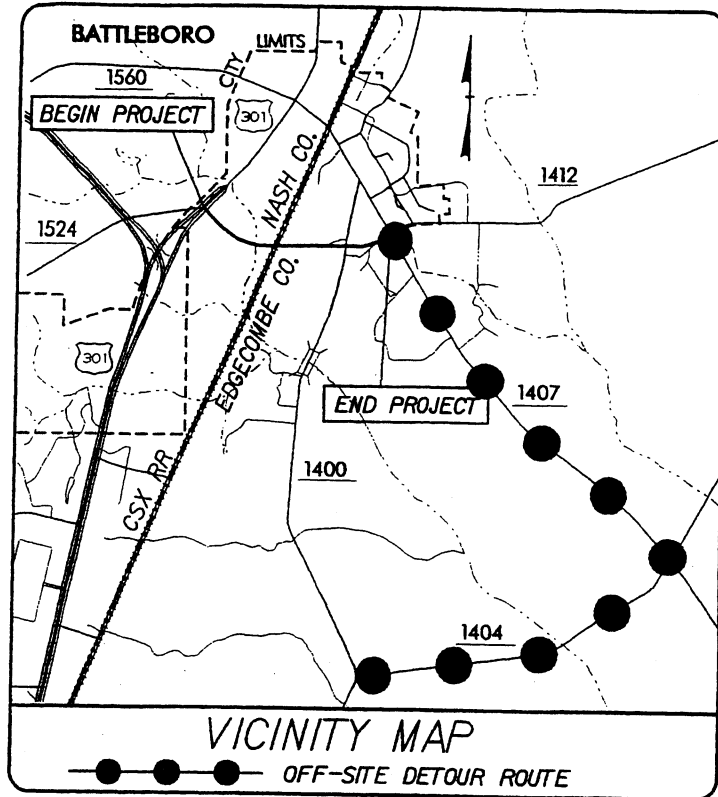 BATTLEBORO
CITY LIMITS
1560
BEGIN PROJECT
301
NASH CO.
1412
1524
EDGECOMBE CO.
301
END PROJECT
1407
CSX RR
1400
1404
VICINITY MAP
OFF-SITE DETOUR ROUTE